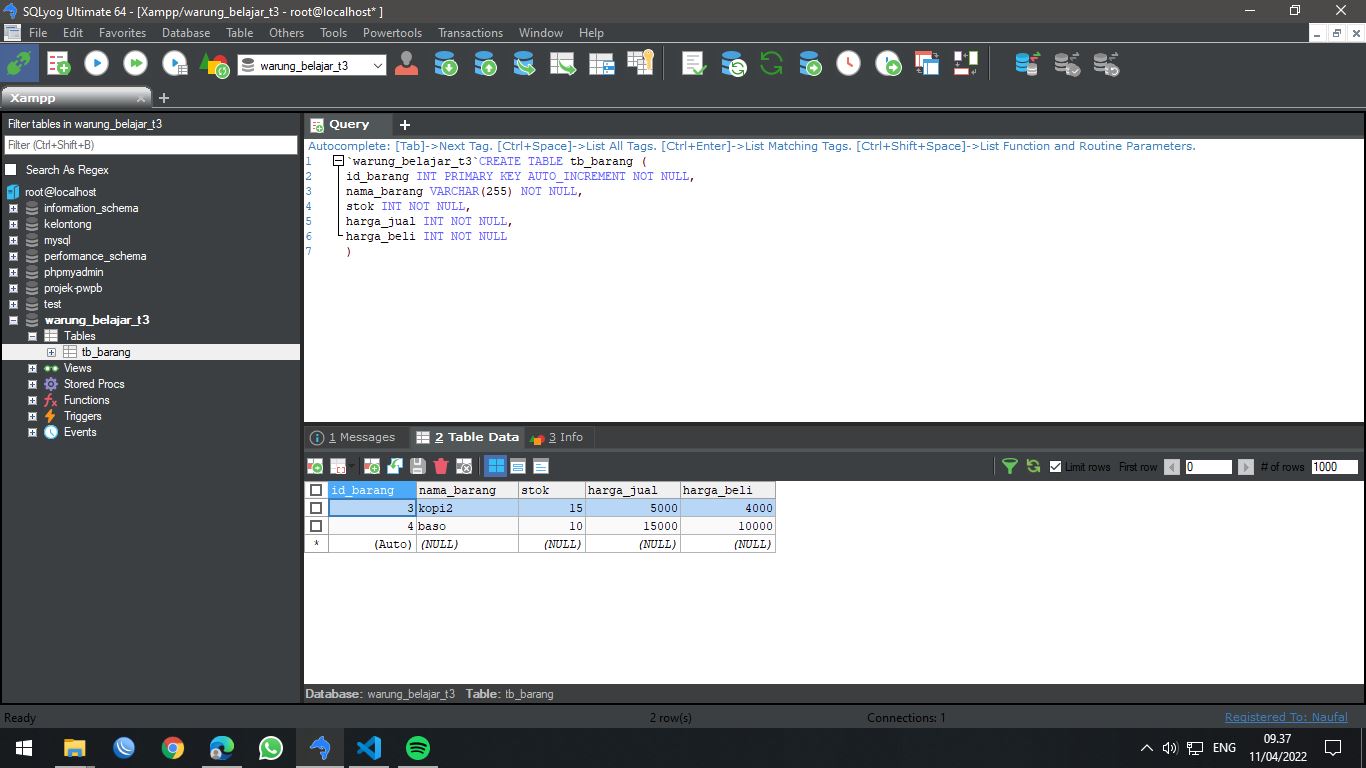 SQLyog Ultimate 64 - [Xampp/warung_belajar_t3 - root@localhost* ]
File Edit Favorites Database Table Others Tools Powertools Transactions Window Help
warung_belajar_t3
Xampp
Filter tables in warung_belajar_t3
Filter (Ctrl+Shift+B)
Search As Regex
root@localhost
information_schema
kelontong
mysql
performance_schema
phpmyadmin
projek-pwpb
test
warung_belajar_t3
Tables
tb_barang
Views
Stored Procs
Functions
Triggers
Events
Query
Autocomplete: [Tab]->Next Tag. [Ctrl+Space]->List All Tags. [Ctrl+Enter]->List Matching Tags. [Ctrl+Shift+Space]->List Function and Routine Parameters.
1 `warung_belajar_t3`CREATE TABLE tb_barang (
2 id_barang INT PRIMARY KEY AUTO_INCREMENT NOT NULL,
3 nama_barang VARCHAR(255) NOT NULL,
4 stok INT NOT NULL,
5 harga_jual INT NOT NULL,
6 harga_beli INT NOT NULL
7 )
1 Messages 2 Table Data 3 Info
Limit rows First row 0 # of rows 1000
id_barang nama_barang stok harga_jual harga_beli
3 kopi2 15 5000 4000
4 baso 10 15000 10000
* (Auto) (NULL) (NULL) (NULL) (NULL)
Database: warung_belajar_t3 Table: tb_barang
Ready 2 row(s) Connections: 1 Registered To: Naufal
ENG 09.37
11/04/2022